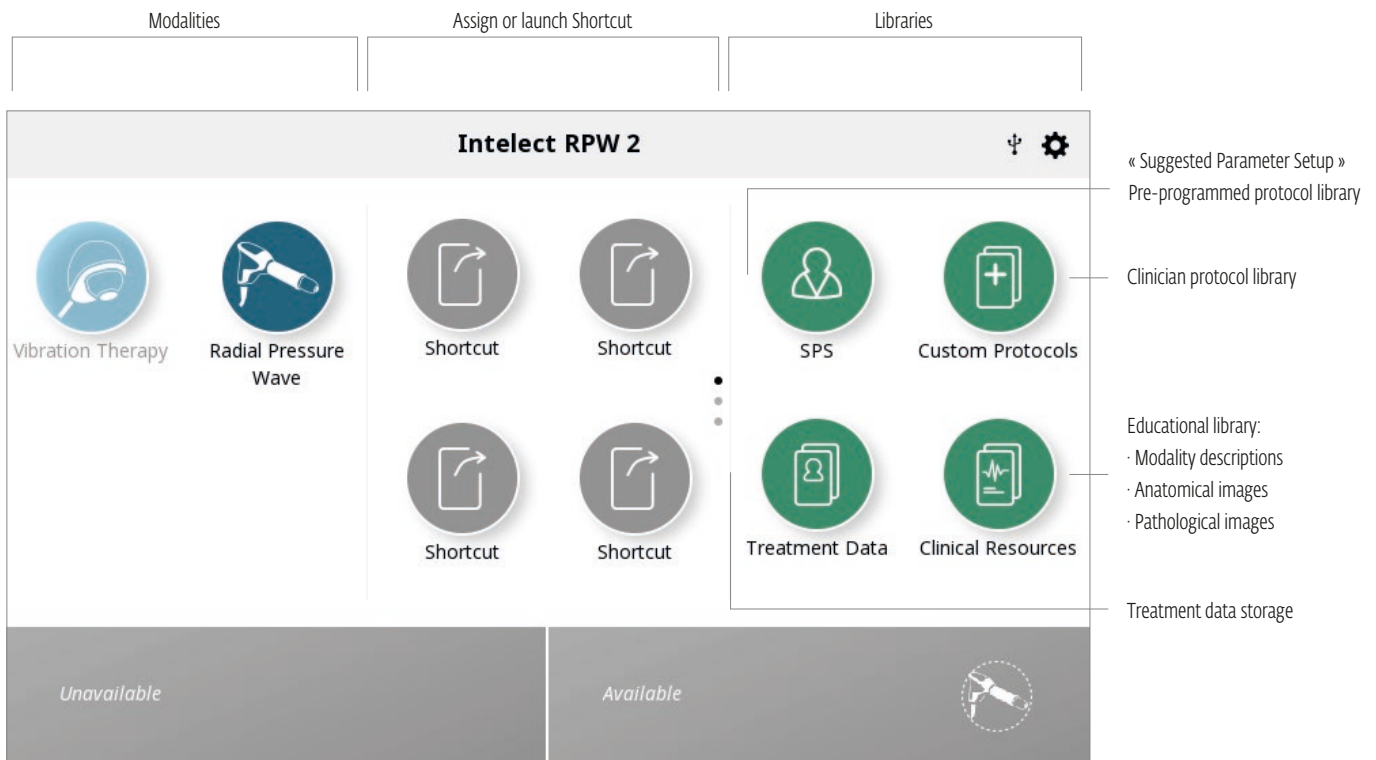 Modalities
Assign or launch Shortcut
Libraries
Intelect RPW 2
« Suggested Parameter Setup »
Pre-programmed protocol library
Clinician protocol library
Vibration Therapy
Radial Pressure
Wave
Shortcut
Shortcut
SPS
Custom Protocols
Educational library:
· Modality descriptions
· Anatomical images
· Pathological images
Shortcut
Shortcut
Treatment Data
Clinical Resources
Treatment data storage
Unavailable
Available